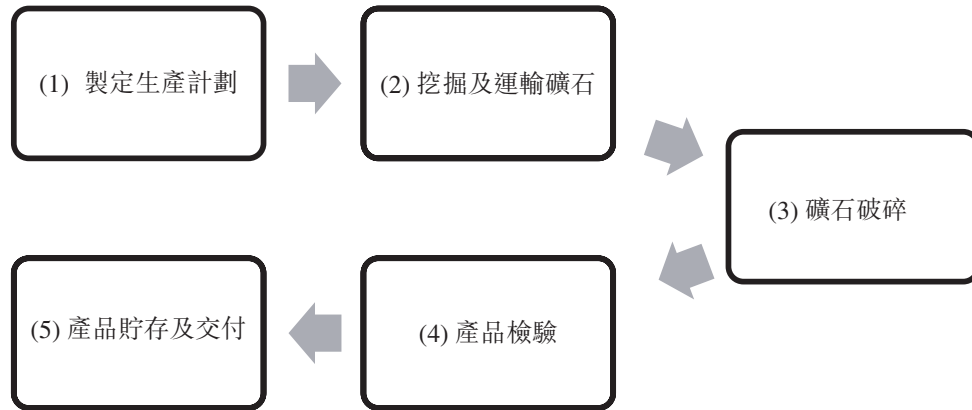 (1) 製定生產計劃
(2) 挖掘及運輸礦石
(3) 礦石破碎
(4) 產品檢驗
(5) 產品貯存及交付